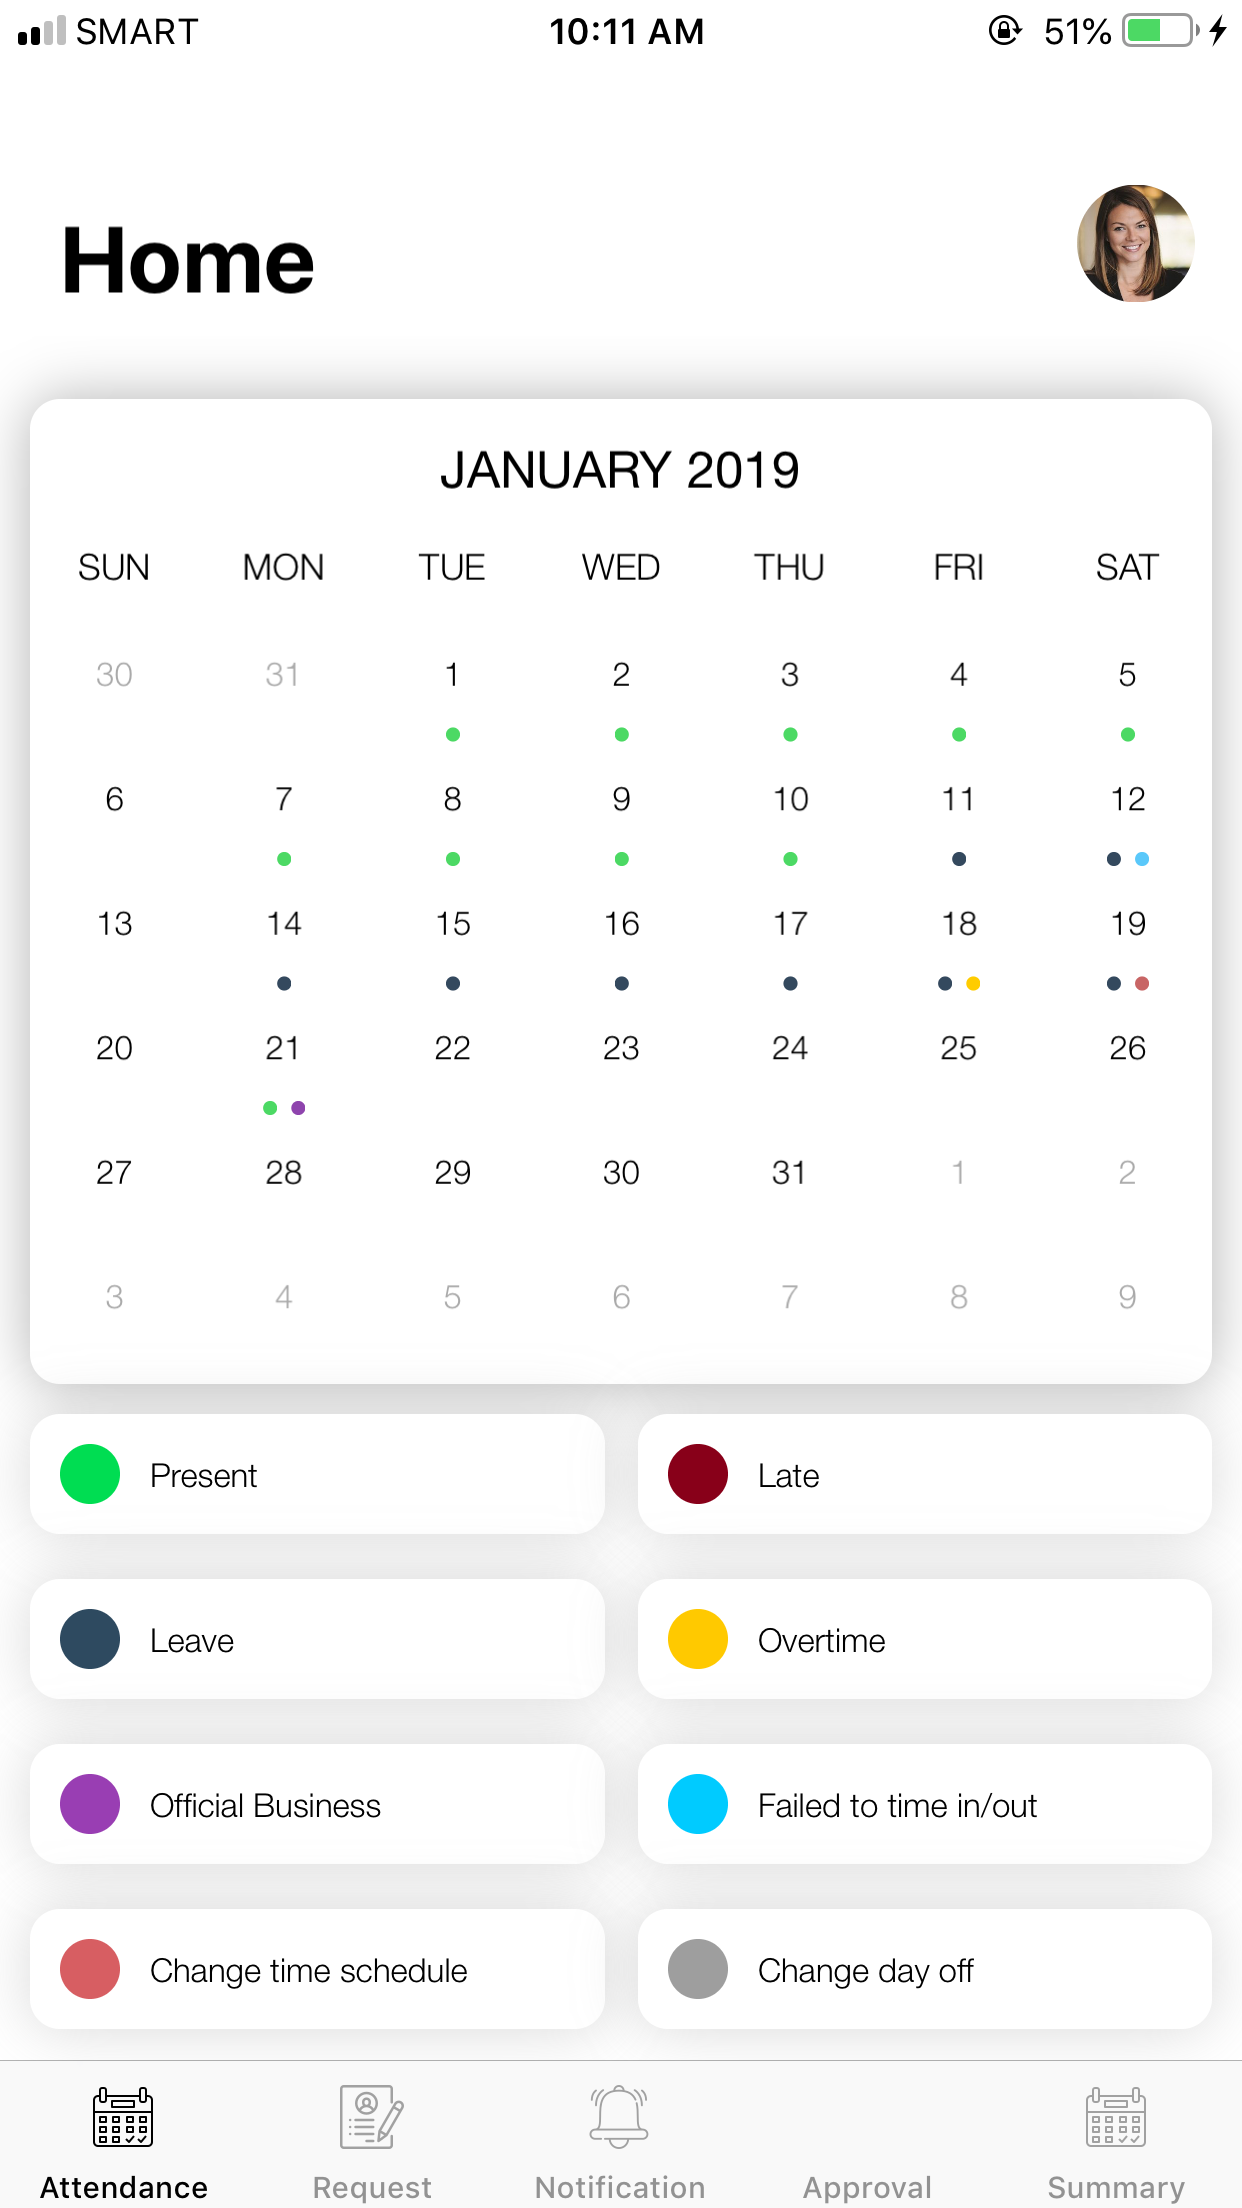 SMART 10:11 AM 51%
Home
JANUARY 2019
SUN MON TUE WED THU FRI SAT
30 31 1 2 3 4 5
6 7 8 9 10 11 12
13 14 15 16 17 18 19
20 21 22 23 24 25 26
27 28 29 30 31 1 2
3 4 5 6 7 8 9
Present Late
Leave Overtime
Official Business Failed to time in/out
Change time schedule Change day off
Attendance Request Notification Approval Summary